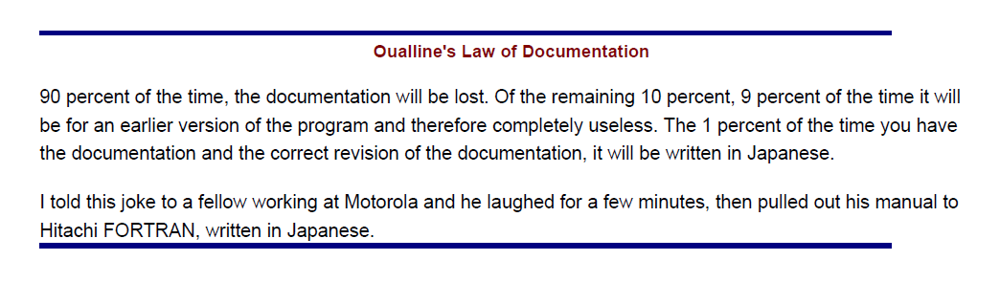 Oualline's Law of Documentation
90 percent of the time, the documentation will be lost. Of the remaining 10 percent, 9 percent of the time it will
be for an earlier version of the program and therefore completely useless. The 1 percent of the time you have
the documentation and the correct revision of the documentation, it will be written in Japanese.
I told this joke to a fellow working at Motorola and he laughed for a few minutes, then pulled out his manual to
Hitachi FORTRAN, written in Japanese.